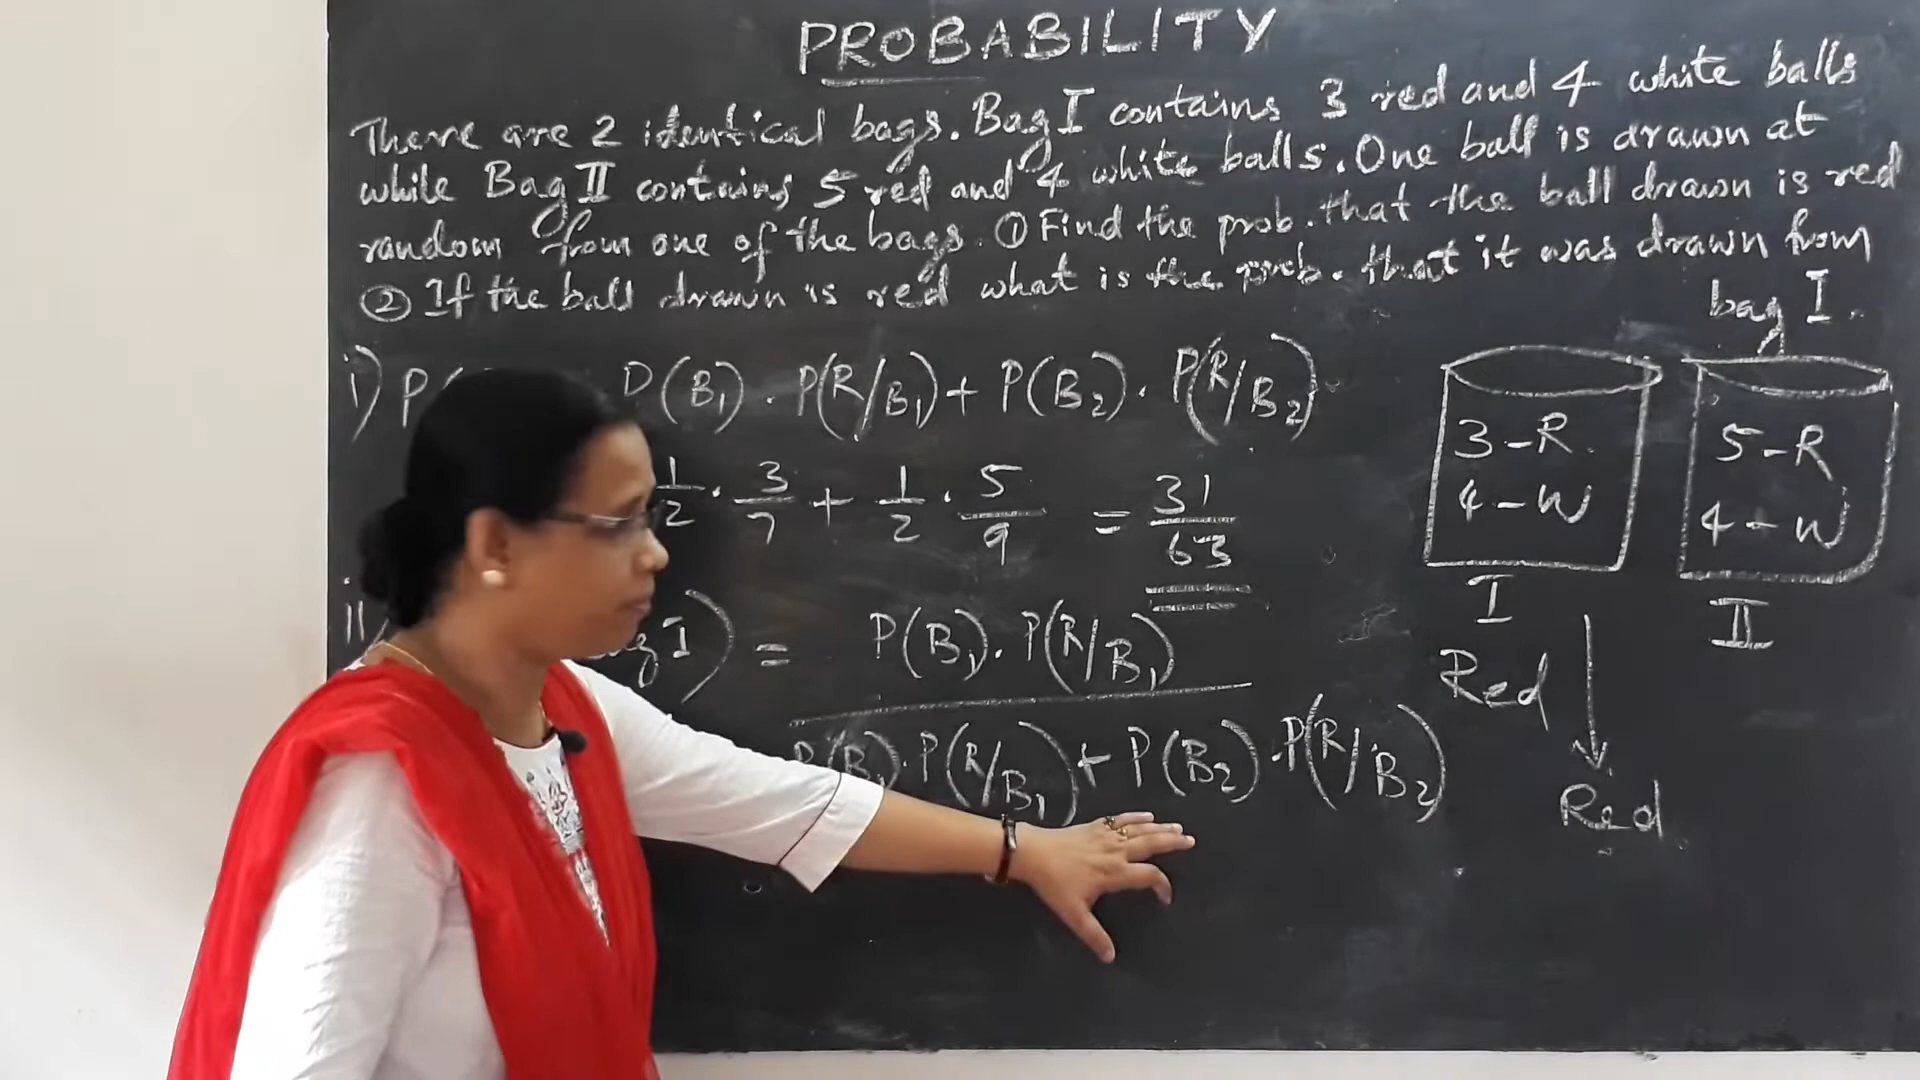 PROBABILITY
There are 2 identical bags. Bag I contains 3 red and 4 white balls
while Bag II contains 5 red and 4 white balls. One ball is drawn at
random from one of the bags. ① Find the prob. that the ball drawn is red
② If the ball drawn is red what is the prob. that it was drawn from
bag I.
i) P( P(B₁) . P(R/B₁) + P(B₂) . P(R/B₂)
1/2 . 3/7 + 1/2 . 5/9 = 31/63
ii I) = P(B₁). P(R/B₁)
P(B₁). P(R/B₁) + P(B₂) . P(R/B₂)
3-R
4-W
I
5-R
4-W
II
Red
Red